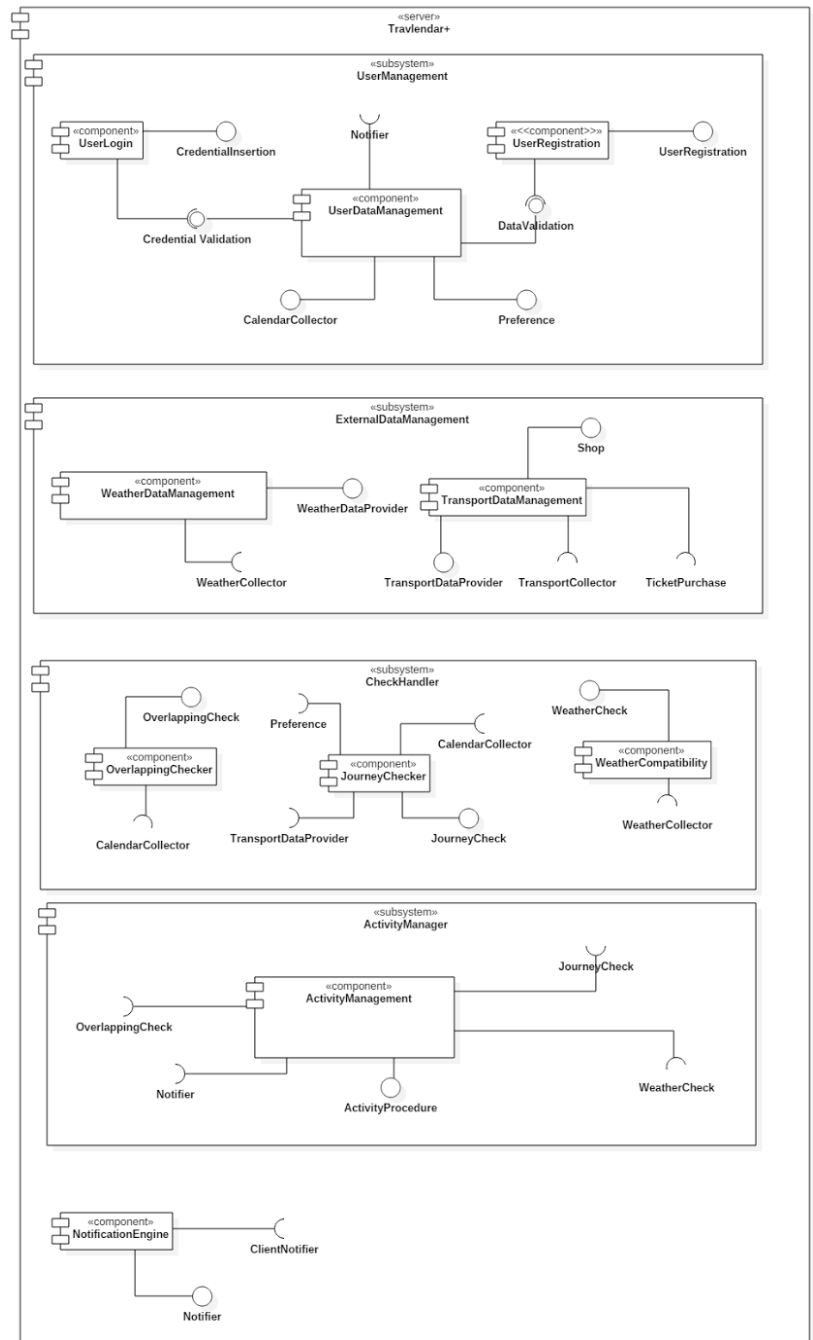 «server»
Travlendar+
«subsystem»
UserManagement
«component»
UserLogin
CredentialInsertion
Notifier
«<<component>>»
UserRegistration
UserRegistration
«component»
UserDataManagement
Credential Validation
DataValidation
CalendarCollector
Preference
«subsystem»
ExternalDataManagement
Shop
«component»
WeatherDataManagement
WeatherDataProvider
«component»
TransportDataManagement
WeatherCollector
TransportDataProvider
TransportCollector
TicketPurchase
«subsystem»
CheckHandler
OverlappingCheck
Preference
CalendarCollector
WeatherCheck
«component»
OverlappingChecker
«component»
JourneyChecker
«component»
WeatherCompatibility
CalendarCollector
TransportDataProvider
JourneyCheck
WeatherCollector
«subsystem»
ActivityManager
JourneyCheck
«component»
ActivityManagement
OverlappingCheck
Notifier
ActivityProcedure
WeatherCheck
«component»
NotificationEngine
ClientNotifier
Notifier